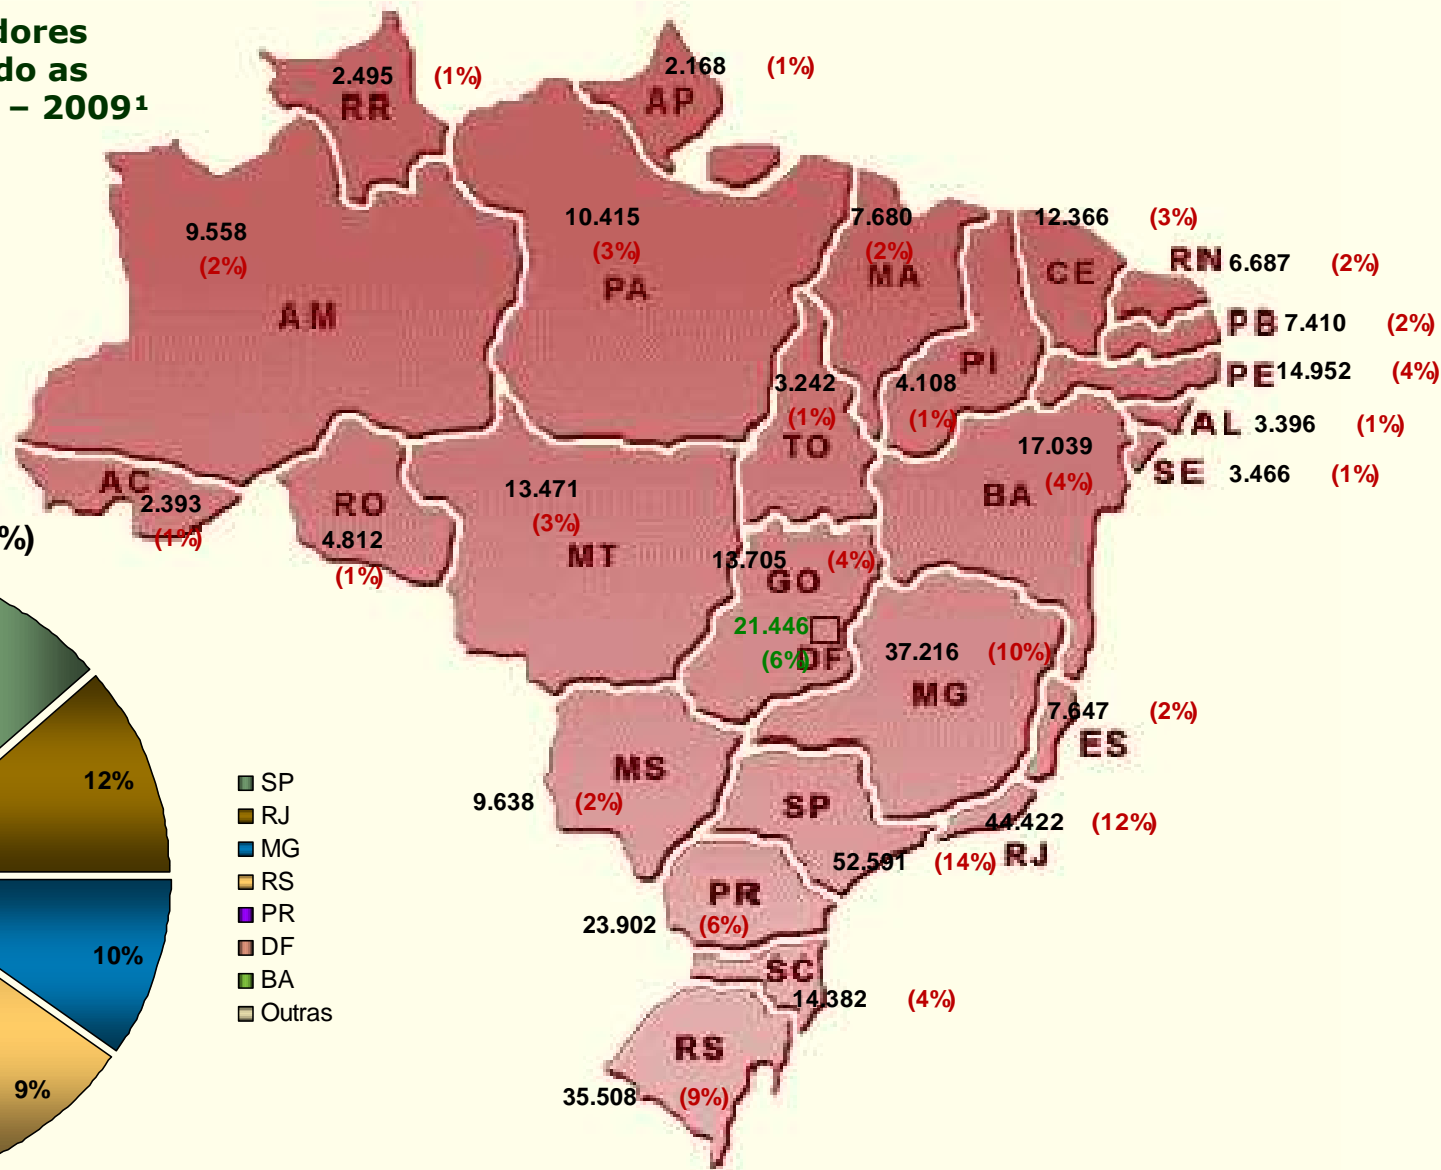 dores
do as
– 2009¹
2.495 (1%)
RR
2.168 (1%)
AP
9.558
(2%)
AM
10.415
(3%)
PA
7.680
(2%)
MA
12.366 (3%)
CE
RN 6.687 (2%)
PB 7.410 (2%)
PE 14.952 (4%)
AL 3.396 (1%)
SE 3.466 (1%)
3.242
(1%)
TO
4.108
(1%)
PI
17.039
(4%)
BA
AC
2.393
(1%)
RO
4.812
(1%)
13.471
(3%)
MT
13.705 (4%)
GO
21.446
(6%)
DF
37.216 (10%)
MG
7.647 (2%)
ES
MS
9.638 (2%)
SP
52.591 (14%)
44.422 (12%)
RJ
PR
23.902 (6%)
SC
14.382 (4%)
RS
35.508 (9%)
%)
12%
10%
9%
SP
RJ
MG
RS
PR
DF
BA
Outras